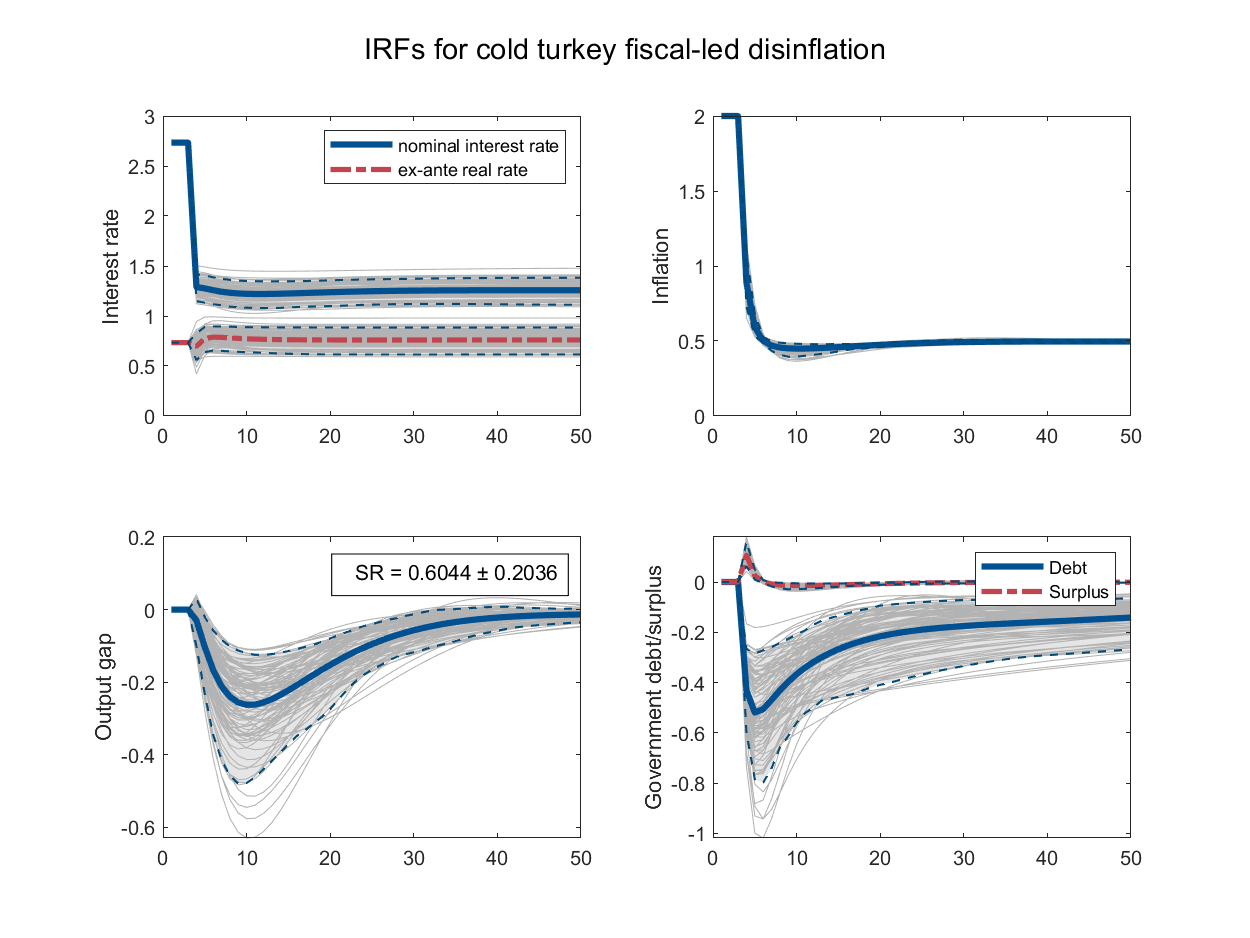 IRFs for cold turkey fiscal-led disinflation
Interest rate
3
2.5
2
1.5
1
0.5
0
0 10 20 30 40 50
nominal interest rate
ex-ante real rate
Inflation
2
1.5
1
0.5
0
0 10 20 30 40 50
Output gap
0.2
0
-0.2
-0.4
-0.6
0 10 20 30 40 50
SR = 0.6044 ± 0.2036
Government debt/surplus
0
-0.2
-0.4
-0.6
-0.8
-1
0 10 20 30 40 50
Debt
Surplus